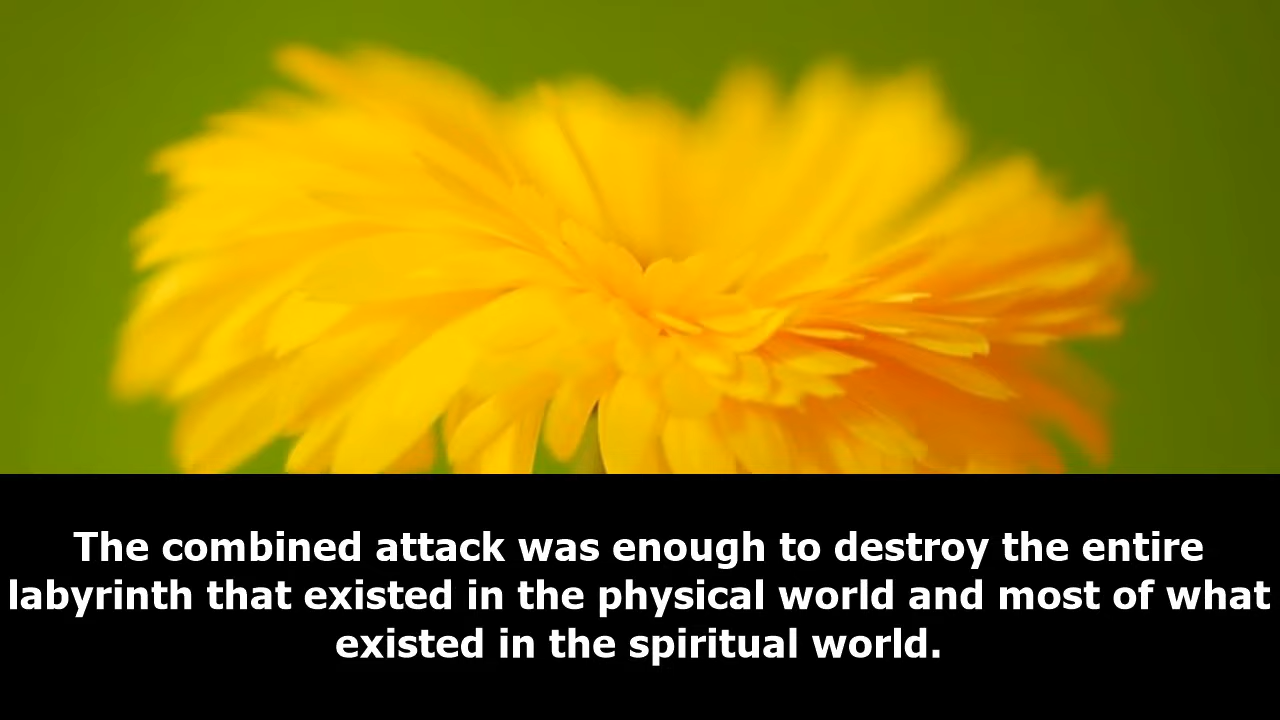 The combined attack was enough to destroy the entire
labyrinth that existed in the physical world and most of what
existed in the spiritual world.